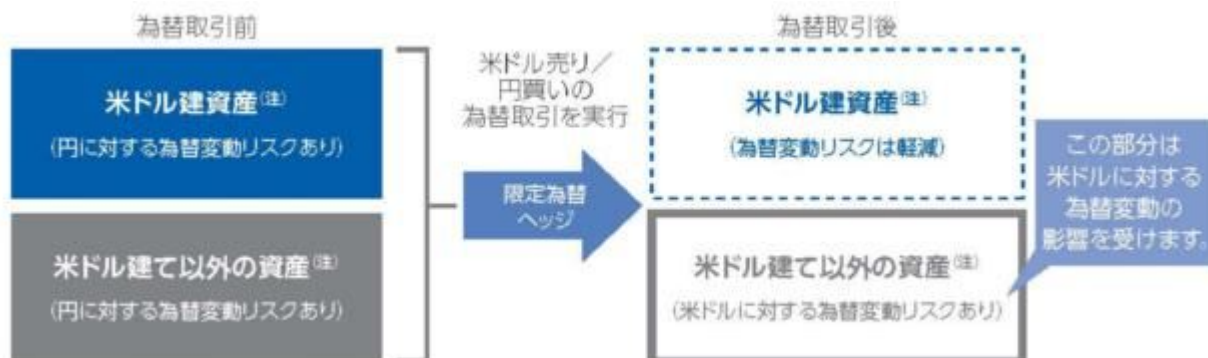 為替取引前
米ドル建資産(注)
(円に対する為替変動リスクあり)
米ドル建て以外の資産(注)
(円に対する為替変動リスクあり)
米ドル売り/
円買いの
為替取引を実行
限定為替
ヘッジ
為替取引後
米ドル建資産(注)
(為替変動リスクは軽減)
米ドル建て以外の資産(注)
(米ドルに対する為替変動リスクあり)
この部分は
米ドルに対する
為替変動の
影響を受けます。